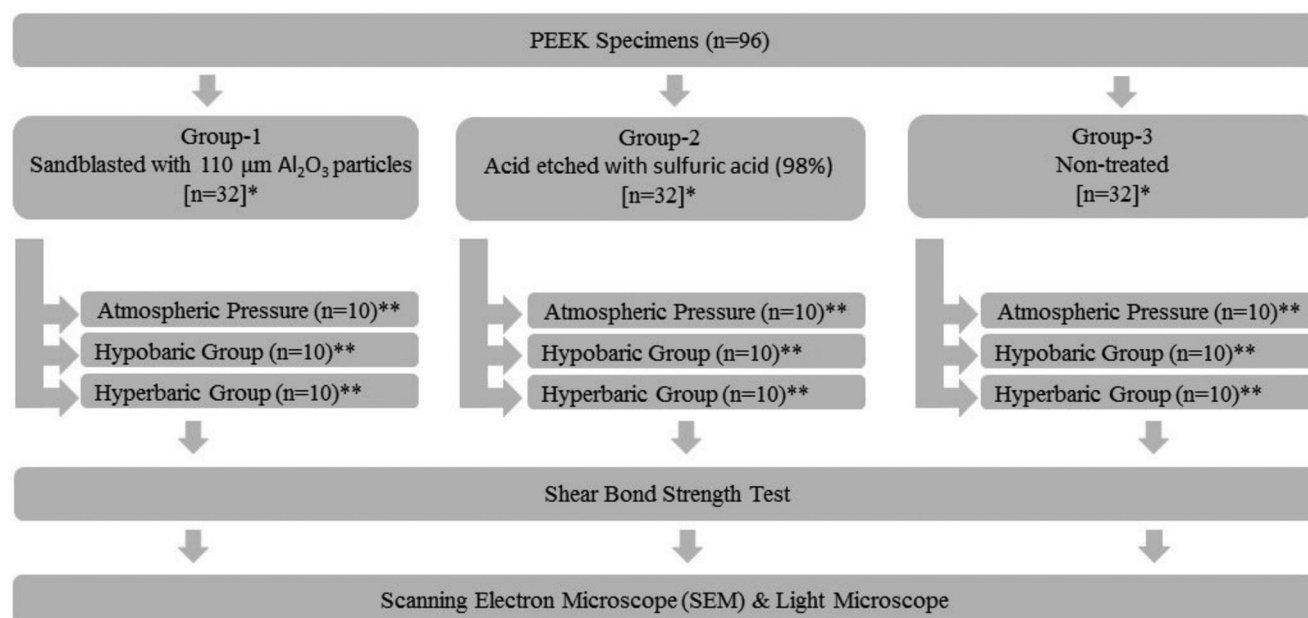 PEEK Specimens (n=96)
Group-1
Sandblasted with 110 μm Al₂O₃ particles
[n=32]*
Group-2
Acid etched with sulfuric acid (98%)
[n=32]*
Group-3
Non-treated
[n=32]*
Atmospheric Pressure (n=10)**
Hypobaric Group (n=10)**
Hyperbaric Group (n=10)**
Atmospheric Pressure (n=10)**
Hypobaric Group (n=10)**
Hyperbaric Group (n=10)**
Atmospheric Pressure (n=10)**
Hypobaric Group (n=10)**
Hyperbaric Group (n=10)**
Shear Bond Strength Test
Scanning Electron Microscope (SEM) & Light Microscope